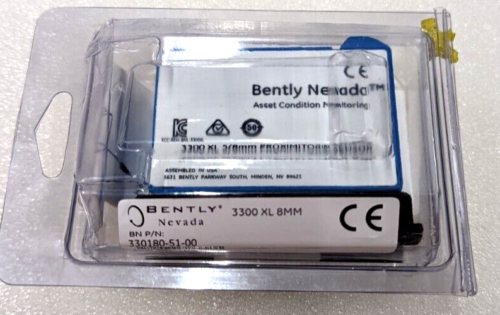 CE
Bently Nevada™
Asset Condition Monitoring
3300 XL 5/8MM PROXIMITOR® SENSOR
ASSEMBLED IN USA
1631 BENTLY PARKWAY SOUTH, MINDEN, NV 89423
BENTLY® 3300 XL 8MM
Nevada
CE
BN P/N:
330180-51-00